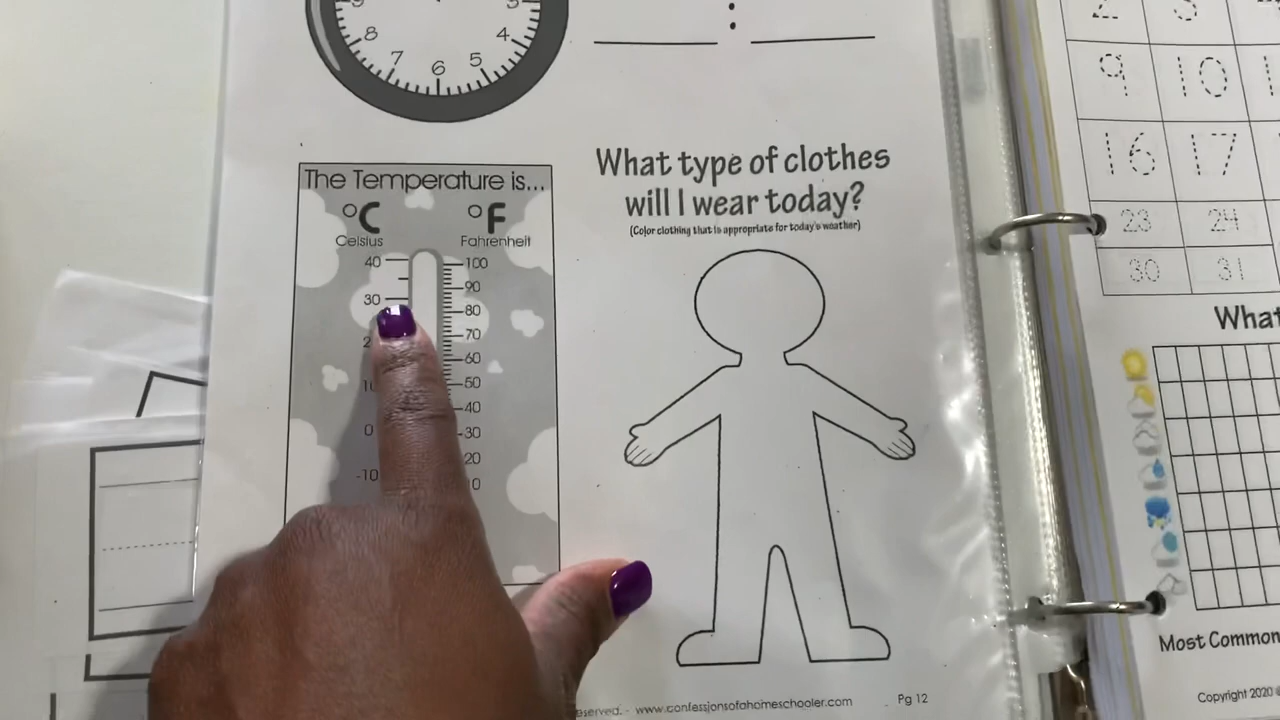 8
4
7
5
6
:
The Temperature is...
°C
°F
Celsius
Fahrenheit
40
100
90
30
80
70
60
50
40
0
30
20
-10
10
What type of clothes
will I wear today?
(Color clothing that is appropriate for today's weather)
9 10
16 17
23 24
30 31
Most Common
Copyright 2020
- www.confessionsofahomeschooler.com
Pg 12